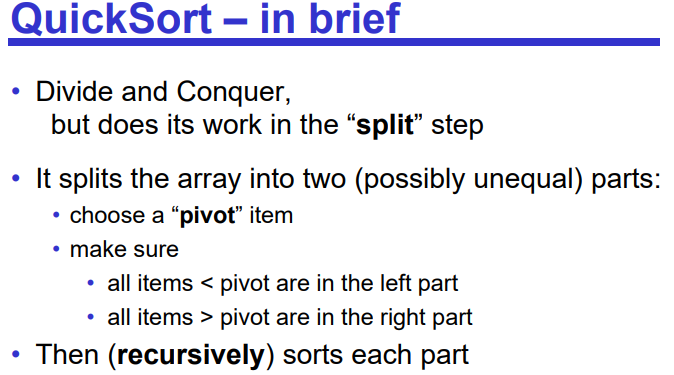 QuickSort – in brief
• Divide and Conquer,
but does its work in the “split” step
• It splits the array into two (possibly unequal) parts:
• choose a “pivot” item
• make sure
• all items < pivot are in the left part
• all items > pivot are in the right part
• Then (recursively) sorts each part